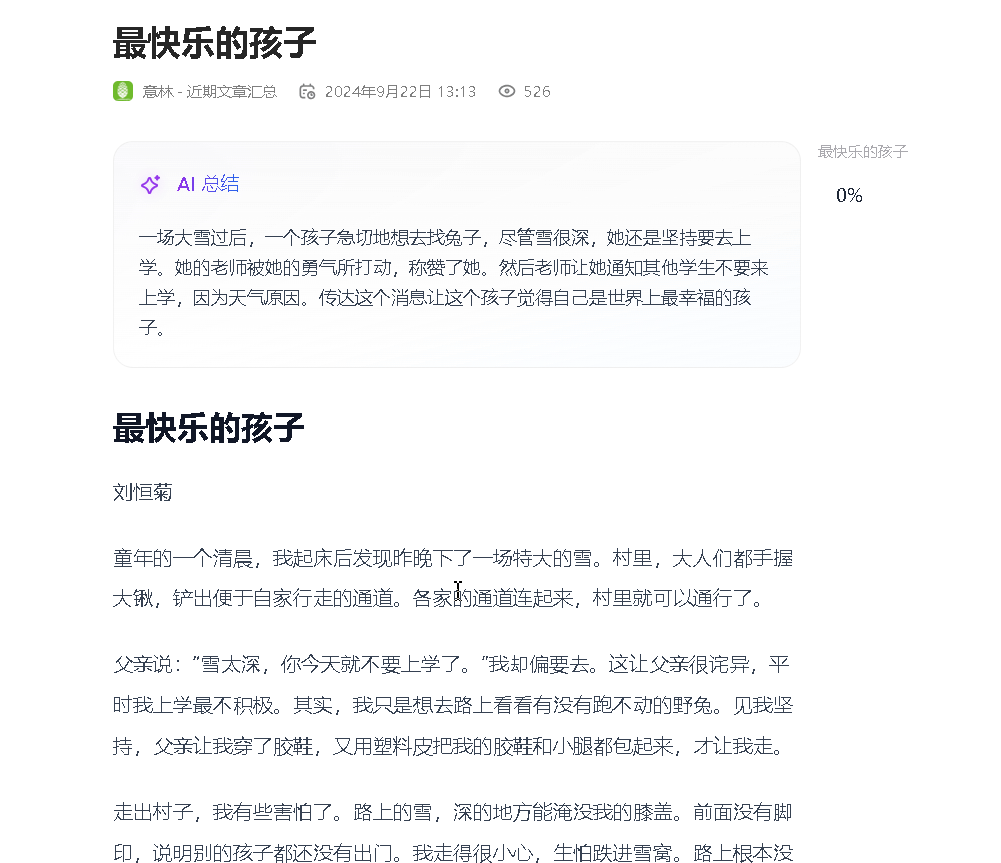 最快乐的孩子
意林 - 近期文章汇总 2024年9月22日 13:13 526
最快乐的孩子
0%
AI 总结
一场大雪过后，一个孩子急切地想去找兔子，尽管雪很深，她还是坚持要去上
学。她的老师被她的勇气所打动，称赞了她。然后老师让她通知其他学生不要来
上学，因为天气原因。传达这个消息让这个孩子觉得自己是世界上最幸福的孩
子。
最快乐的孩子
刘恒菊
童年的一个清晨，我起床后发现昨晚下了一场特大的雪。村里，大人们都手握
大锹，铲出便于自家行走的通道。各家的通道连起来，村里就可以通行了。
父亲说：“雪太深，你今天就不要上学了。”我却偏要去。这让父亲很诧异，平
时我上学最不积极。其实，我只是想去路上看看有没有跑不动的野兔。见我坚
持，父亲让我穿了胶鞋，又用塑料皮把我的胶鞋和小腿都包起来，才让我走。
走出村子，我有些害怕了。路上的雪，深的地方能淹没我的膝盖。前面没有脚
印，说明别的孩子都还没有出门。我走得很小心，生怕跌进雪窝。路上根本没